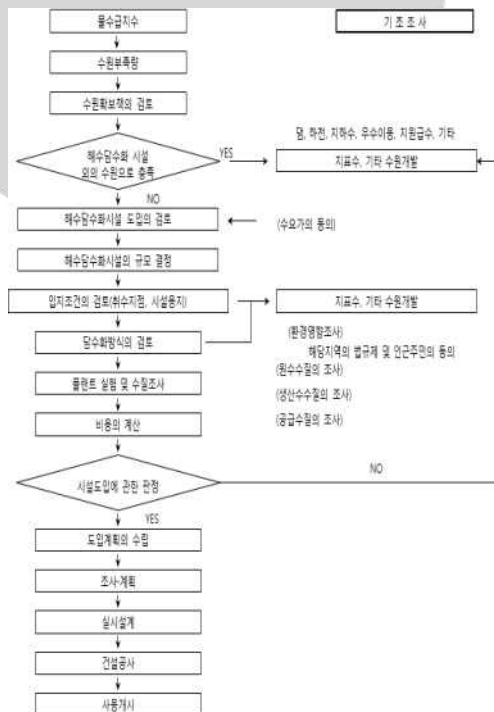 물수급지수
기 조 조 사
수원부족량
수원확보책의 검토
댐, 하천, 지하수, 우수이용, 지원급수, 기타
해수담수화 시설
외의 수원으로 충족
YES
지표수, 기타 수원개발
NO
해수담수화시설 도입의 검토
(수요가의 동의)
해수담수화시설의 규모 결정
입지조건의 검토(취수지점, 시설용지)
지표수, 기타 수원개발
(환경영향조사)
담수화방식의 검토
해당지역의 법규제 및 인근주민의 동의
(원수수질의 조사)
플랜트 실험 및 수질조사
(생산수수질의 조사)
비용의 계산
(공급수질의 조사)
NO
시설도입에 관한 판정
YES
도입계획의 수립
조사·계획
실시설계
건설공사
사용개시